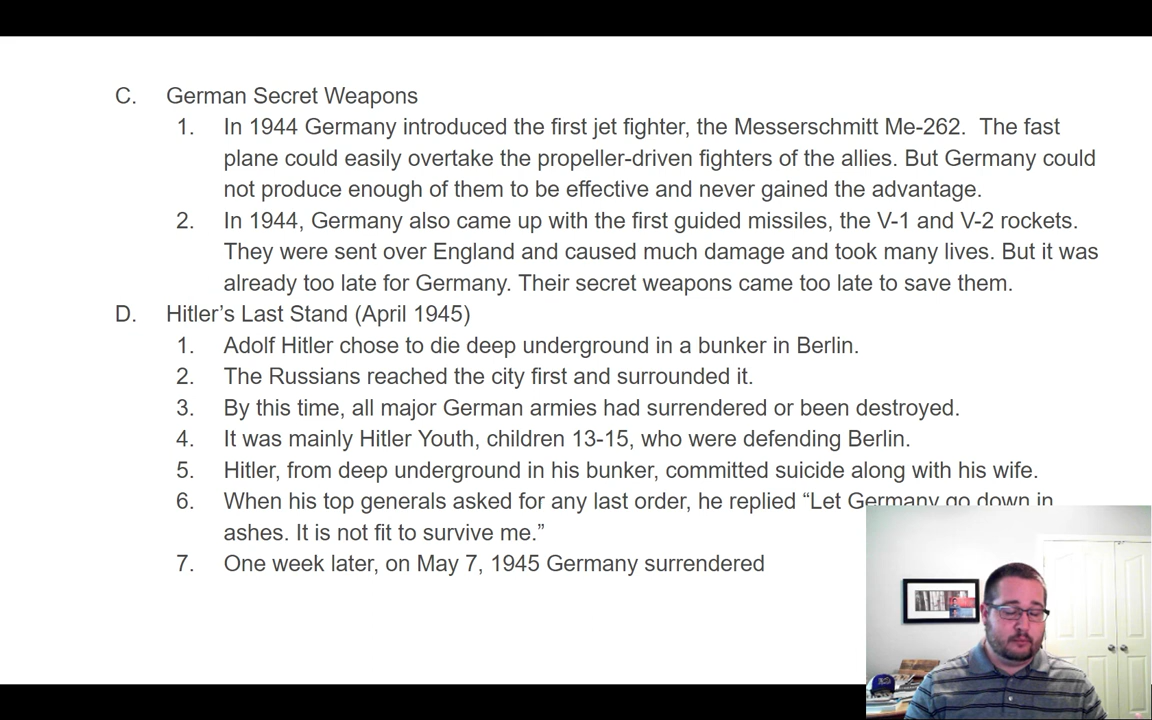 C. German Secret Weapons
1. In 1944 Germany introduced the first jet fighter, the Messerschmitt Me-262.  The fast
plane could easily overtake the propeller-driven fighters of the allies. But Germany could
not produce enough of them to be effective and never gained the advantage.
2. In 1944, Germany also came up with the first guided missiles, the V-1 and V-2 rockets.
They were sent over England and caused much damage and took many lives. But it was
already too late for Germany. Their secret weapons came too late to save them.
D. Hitler’s Last Stand (April 1945)
1. Adolf Hitler chose to die deep underground in a bunker in Berlin.
2. The Russians reached the city first and surrounded it.
3. By this time, all major German armies had surrendered or been destroyed.
4. It was mainly Hitler Youth, children 13-15, who were defending Berlin.
5. Hitler, from deep underground in his bunker, committed suicide along with his wife.
6. When his top generals asked for any last order, he replied “Let Germany go down in
ashes. It is not fit to survive me.”
7. One week later, on May 7, 1945 Germany surrendered